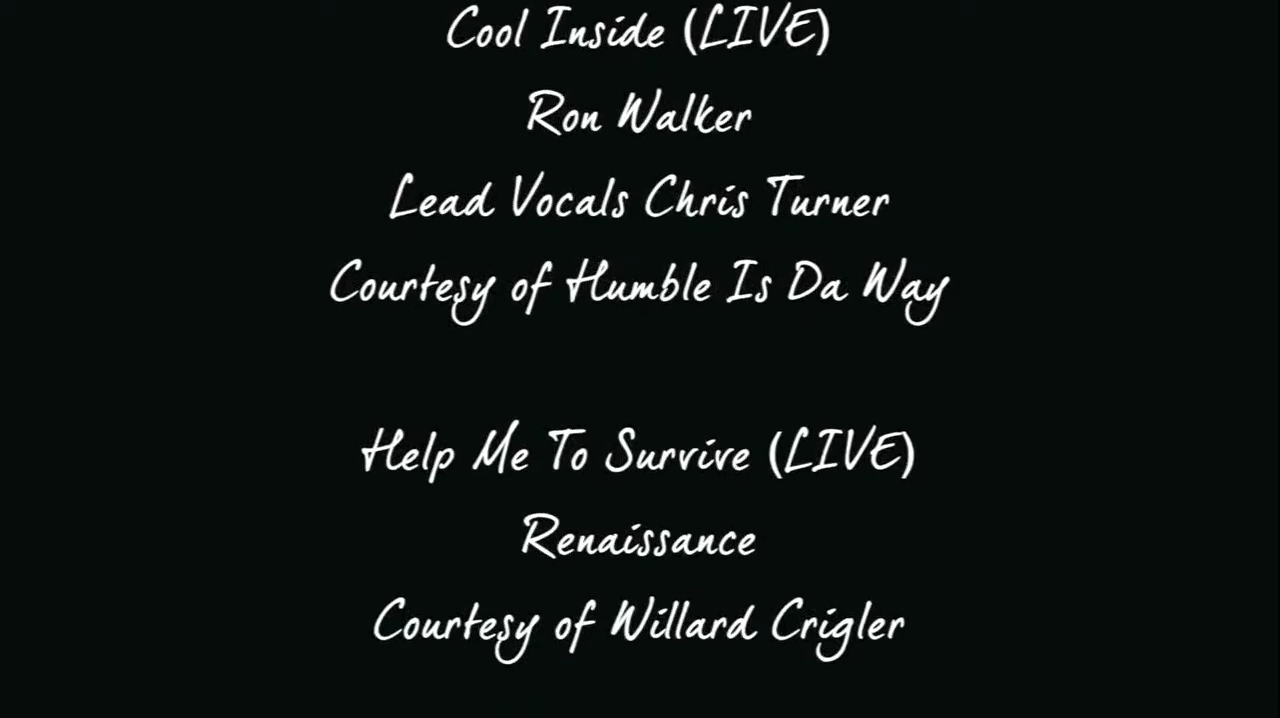 Cool Inside (LIVE)
Ron Walker
Lead Vocals Chris Turner
Courtesy of Humble Is Da Way
Help Me To Survive (LIVE)
Renaissance
Courtesy of Willard Crigler